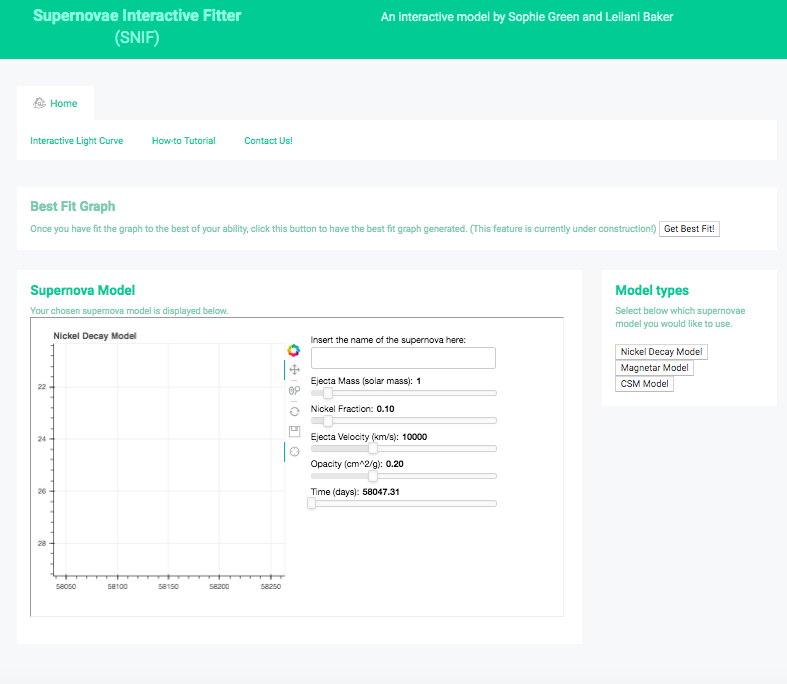 Supernovae Interactive Fitter
(SNIF)
An interactive model by Sophie Green and Leilani Baker
Home
Interactive Light Curve
How-to Tutorial
Contact Us!
Best Fit Graph
Once you have fit the graph to the best of your ability, click this button to have the best fit graph generated. (This feature is currently under construction!) Get Best Fit!
Supernova Model
Your chosen supernova model is displayed below.
Nickel Decay Model
22
24
26
28
58050
58100
58150
58200
58250
Insert the name of the supernova here:
Ejecta Mass (solar mass): 1
Nickel Fraction: 0.10
Ejecta Velocity (km/s): 10000
Opacity (cm^2/g): 0.20
Time (days): 58047.31
Model types
Select below which supernovae
model you would like to use.
Nickel Decay Model
Magnetar Model
CSM Model